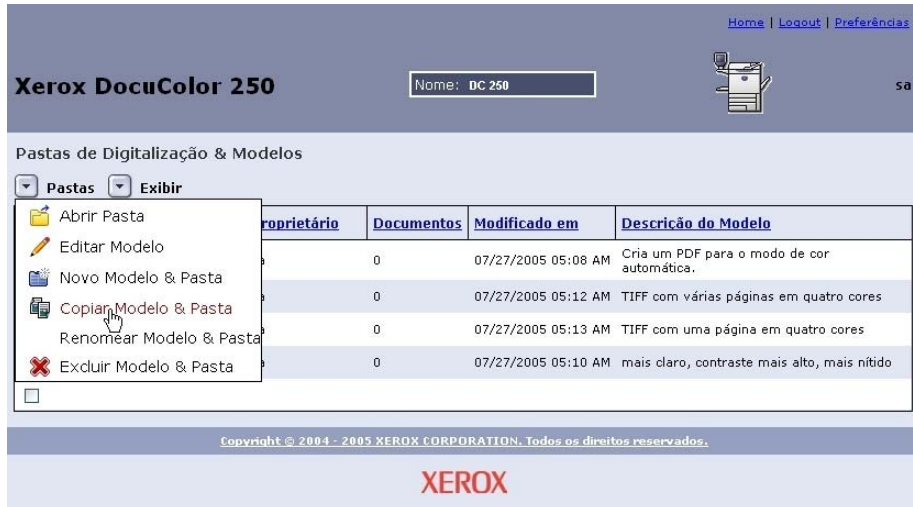 Home | Logout | Preferências
Xerox DocuColor 250
Nome: DC 250
sa
Pastas de Digitalização & Modelos
Pastas Exibir
Abrir Pasta
Editar Modelo
Novo Modelo & Pasta
Copiar Modelo & Pasta
Renomear Modelo & Pasta
Excluir Modelo & Pasta
roprietário Documentos Modificado em Descrição do Modelo
0 07/27/2005 05:08 AM Cria um PDF para o modo de cor
automática.
0 07/27/2005 05:12 AM TIFF com várias páginas em quatro cores
0 07/27/2005 05:13 AM TIFF com uma página em quatro cores
0 07/27/2005 05:10 AM mais claro, contraste mais alto, mais nítido
Copyright © 2004 - 2005 XEROX CORPORATION. Todos os direitos reservados.
XEROX